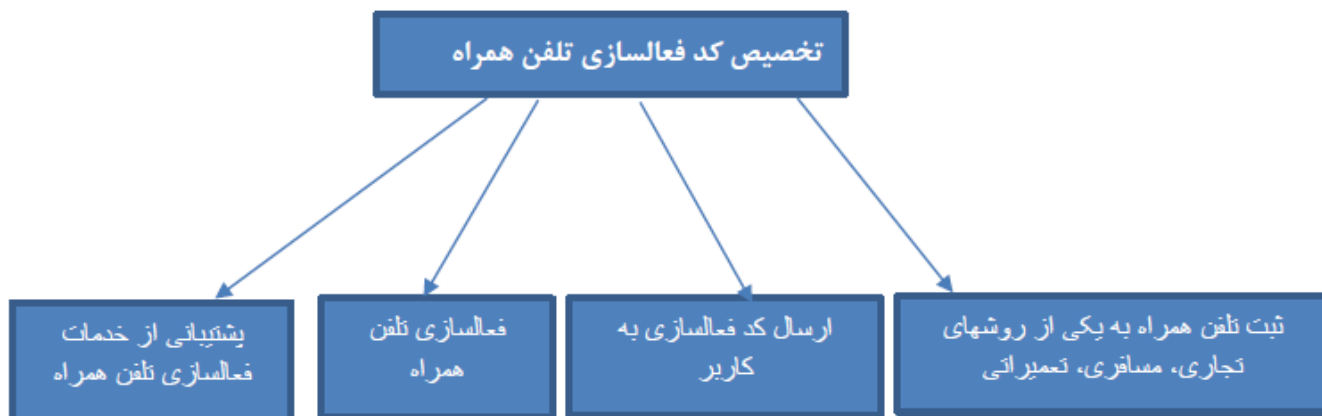 تخصیص کد فعالسازی تلفن همراه
ثبت تلفن همراه به یکی از روشهای
تجاری، مسافری، تعمیراتی
ارسال کد فعالسازی به
کاربر
فعالسازی تلفن
همراه
پشتیبانی از خدمات
فعالسازی تلفن همراه